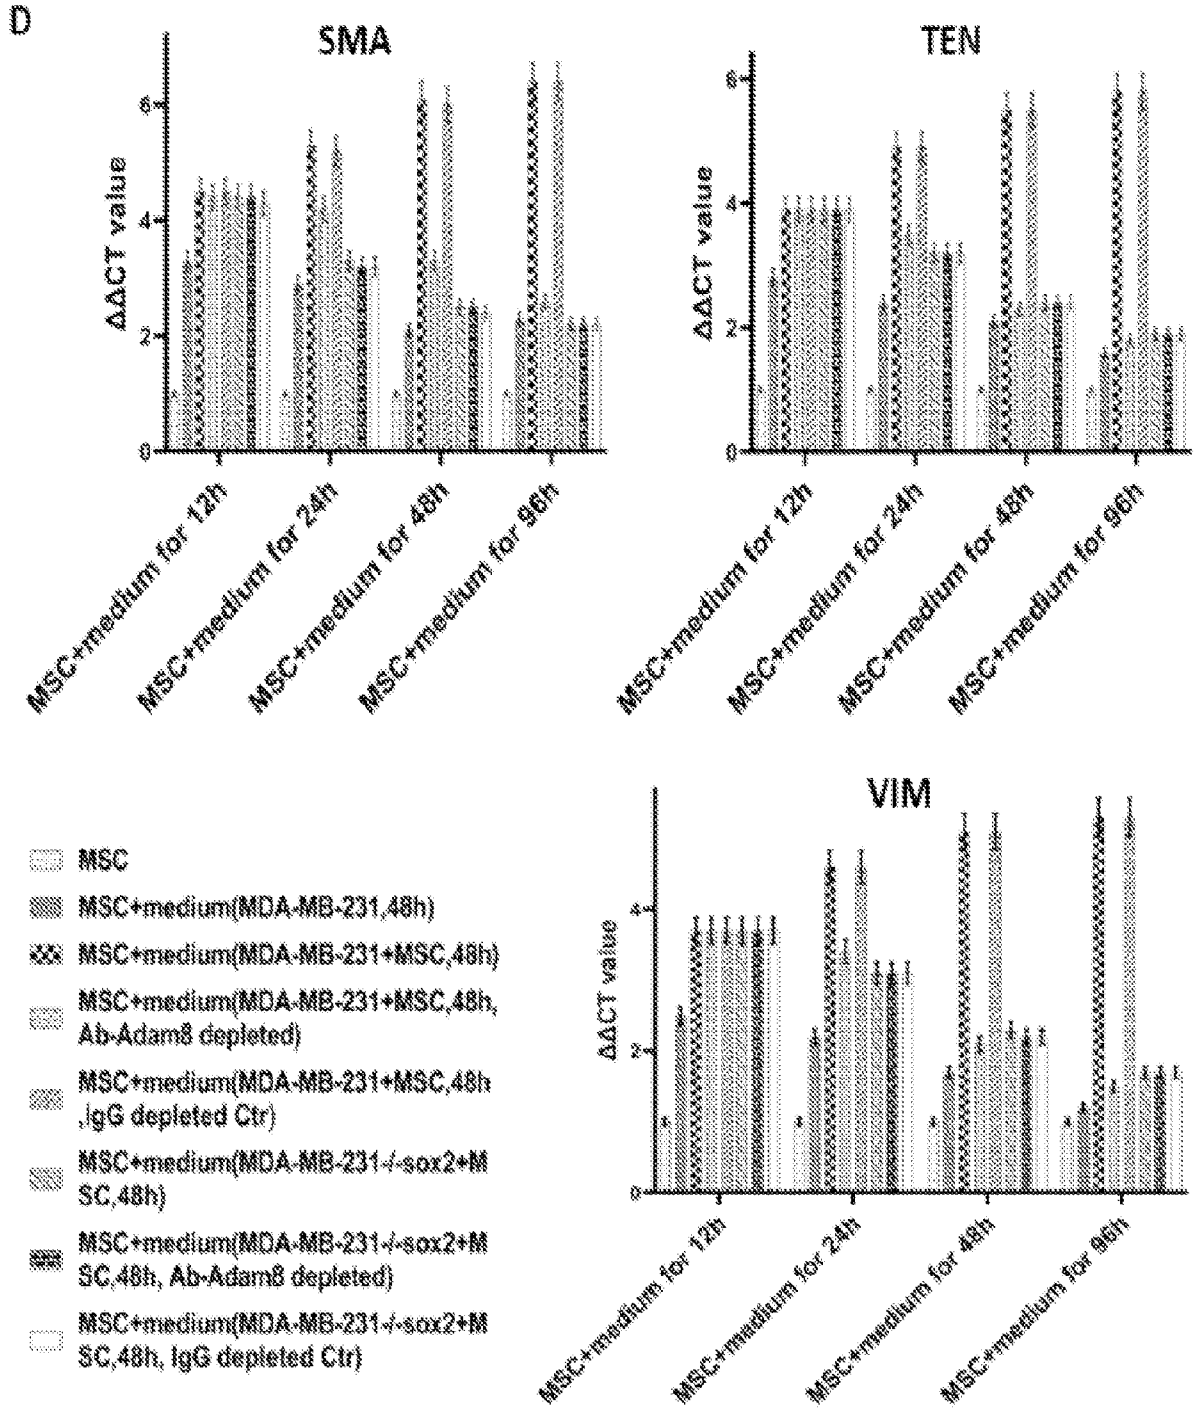 D
SMA
ΔΔCT value
6
4
2
0
MSC+medium for 12h
MSC+medium for 24h
MSC+medium for 48h
MSC+medium for 96h
TEN
ΔΔCT value
6
4
2
0
MSC+medium for 12h
MSC+medium for 24h
MSC+medium for 48h
MSC+medium for 96h
VIM
ΔΔCT value
4
2
0
MSC+medium for 12h
MSC+medium for 24h
MSC+medium for 48h
MSC+medium for 96h
MSC
MSC+medium(MDA-MB-231,48h)
MSC+medium(MDA-MB-231+MSC,48h)
MSC+medium(MDA-MB-231+MSC,48h,
Ab-Adam8 depleted)
MSC+medium(MDA-MB-231+MSC,48h
,IgG depleted Ctr)
MSC+medium(MDA-MB-231-/-sox2+M
SC,48h)
MSC+medium(MDA-MB-231-/-sox2+M
SC,48h, Ab-Adam8 depleted)
MSC+medium(MDA-MB-231-/-sox2+M
SC,48h, IgG depleted Ctr)